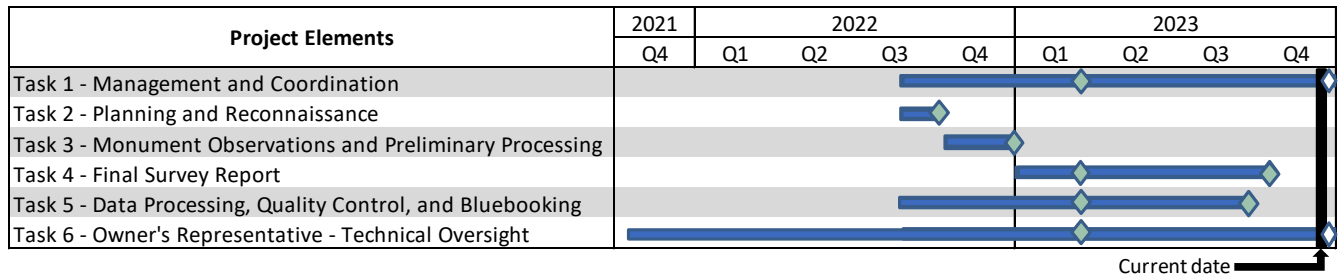 Project Elements
2021 2022 2023
Q4 Q1 Q2 Q3 Q4 Q1 Q2 Q3 Q4
Task 1 - Management and Coordination
Task 2 - Planning and Reconnaissance
Task 3 - Monument Observations and Preliminary Processing
Task 4 - Final Survey Report
Task 5 - Data Processing, Quality Control, and Bluebooking
Task 6 - Owner's Representative - Technical Oversight
Current date